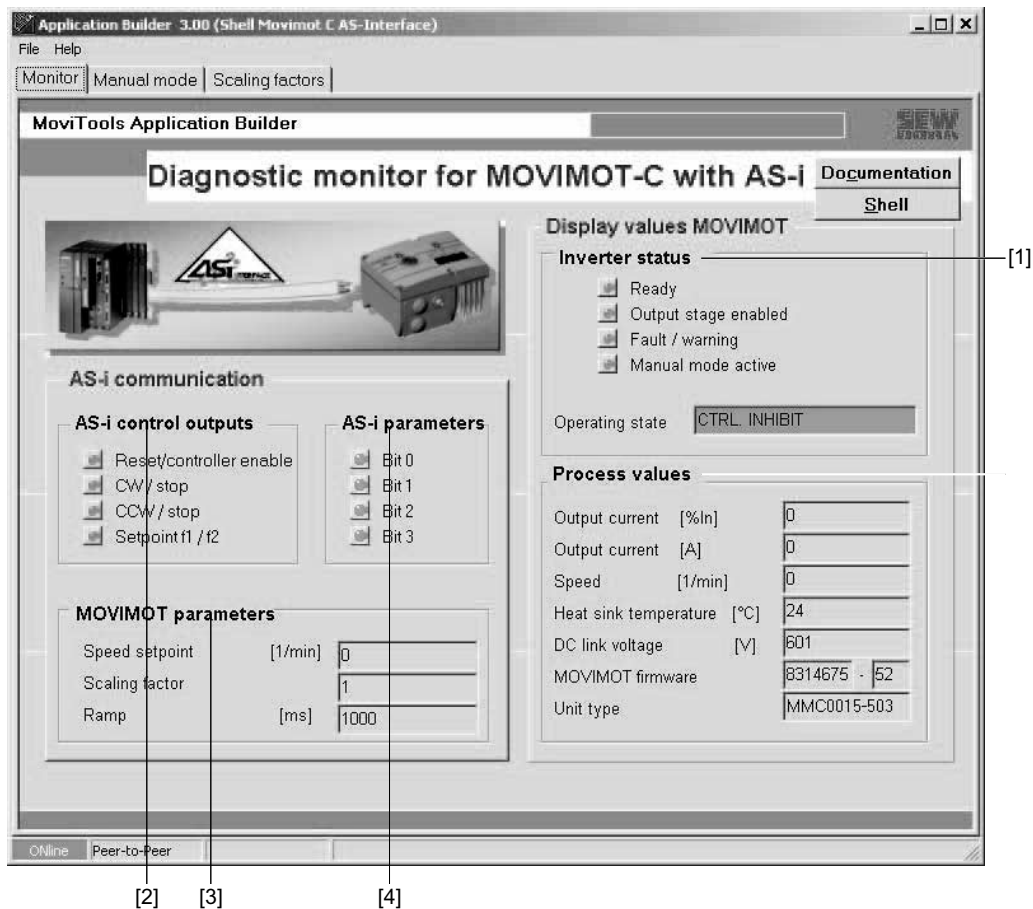 Application Builder 3.00 (Shell Movimot C AS-Interface)
File Help
Monitor Manual mode Scaling factors
MoviTools Application Builder
SEW
EURODRIVE
Diagnostic monitor for MOVIMOT-C with AS-i
Documentation
Shell
AS-i communication
AS-i control outputs
Reset/controller enable
CW / stop
CCW / stop
Setpoint f1 / f2
AS-i parameters
Bit 0
Bit 1
Bit 2
Bit 3
MOVIMOT parameters
Speed setpoint [1/min] 0
Scaling factor 1
Ramp [ms] 1000
Display values MOVIMOT
Inverter status
[1]
Ready
Output stage enabled
Fault / warning
Manual mode active
Operating state CTRL. INHIBIT
Process values
Output current [%In] 0
Output current [A] 0
Speed [1/min] 0
Heat sink temperature [°C] 24
DC link voltage [V] 601
MOVIMOT firmware 8314675 - 52
Unit type MMC0015-503
ONline Peer-to-Peer
[2] [3] [4]